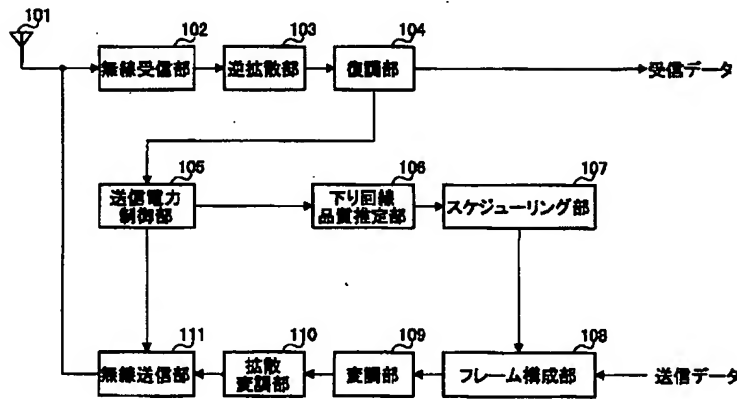 101
102
103
104
無線受信部
逆拡散部
復調部
受信データ
105
106
107
送信電力
制御部
下り回線
品質推定部
スケジューリング部
111
110
109
108
無線送信部
拡散
変調部
変調部
フレーム構成部
送信データ